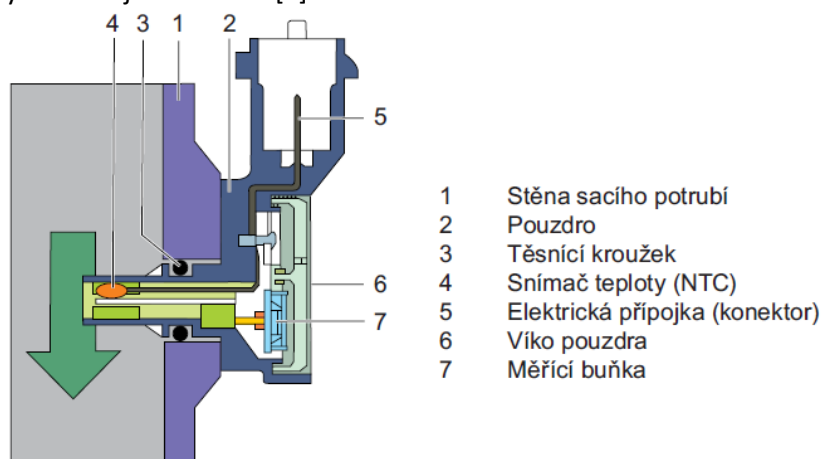 4 3 1 2
5
6
7
1 Stěna sacího potrubí
2 Pouzdro
3 Těsnící kroužek
4 Snímač teploty (NTC)
5 Elektrická přípojka (konektor)
6 Víko pouzdra
7 Měřící buňka